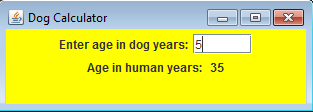 Dog Calculator
Enter age in dog years: 5
Age in human years: 35